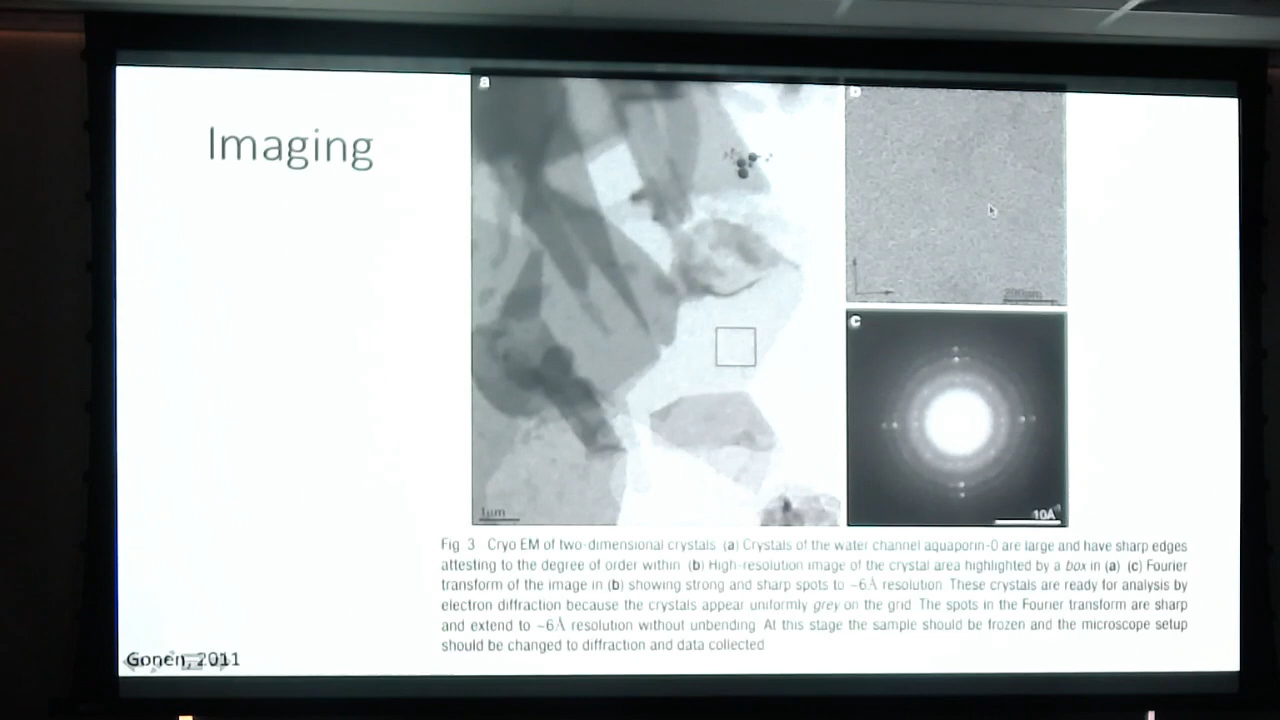 Imaging
a
1µm
200nm
c
10Å
Fig 3 Cryo EM of two-dimensional crystals (a) Crystals of the water channel aquaporin-0 are large and have sharp edges
attesting to the degree of order within (b) High-resolution image of the crystal area highlighted by a box in (a) (c) Fourier
transform of the image in (b) showing strong and sharp spots to ~6Å resolution These crystals are ready for analysis by
electron diffraction because the crystals appear uniformly grey on the grid The spots in the Fourier transform are sharp
and extend to ~6Å resolution without unbending At this stage the sample should be frozen and the microscope setup
should be changed to diffraction and data collected
Gonen, 2011